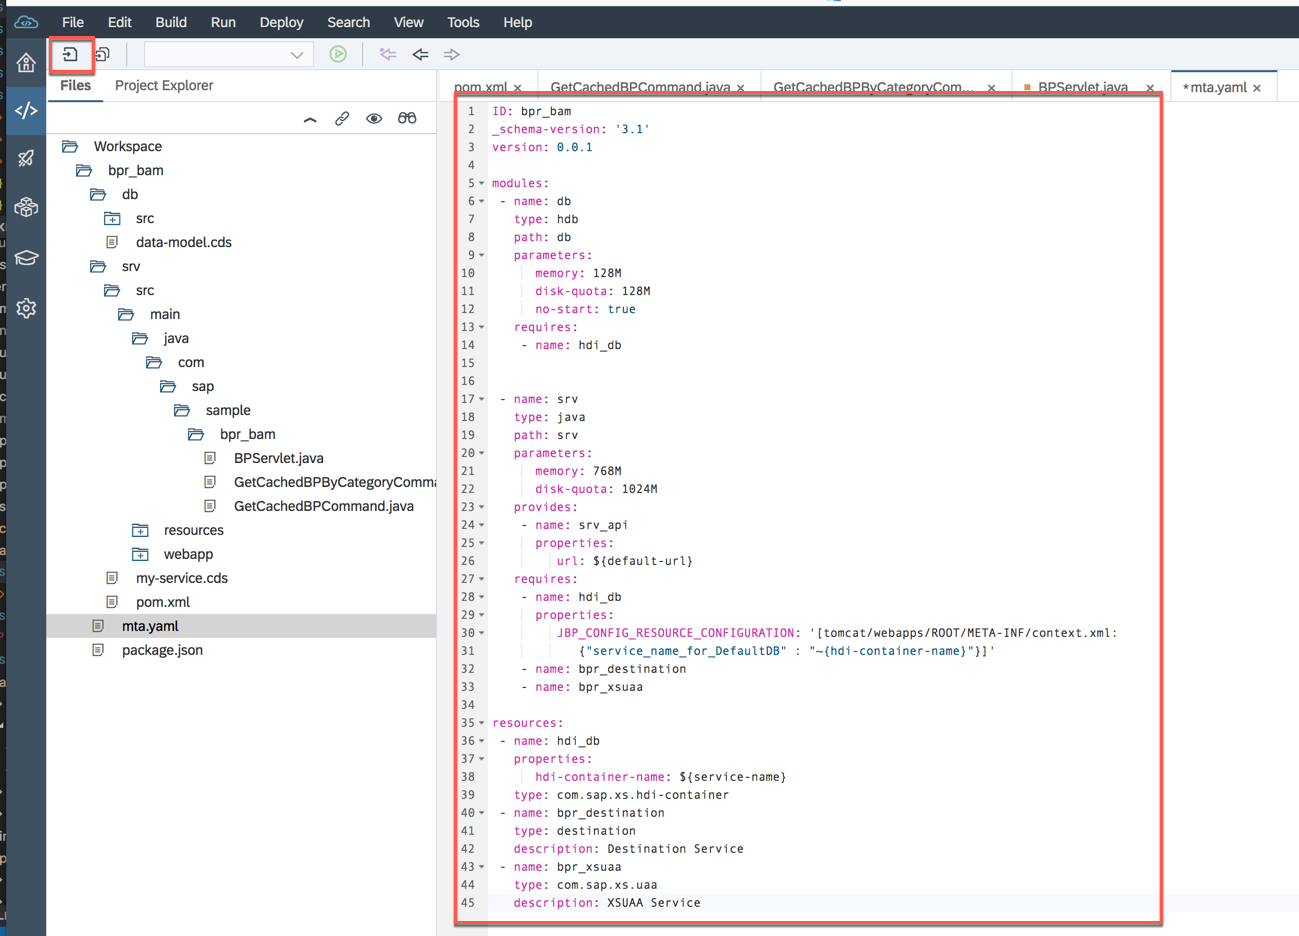 File Edit Build Run Deploy Search View Tools Help
Files Project Explorer
pom.xml × GetCachedBPCommand.java × GetCachedBPByCategoryCom... × BPServlet.java × *mta.yaml ×
Workspace
bpr_bam
db
src
data-model.cds
srv
src
main
java
com
sap
sample
bpr_bam
BPServlet.java
GetCachedBPByCategoryComma
GetCachedBPCommand.java
resources
webapp
my-service.cds
pom.xml
mta.yaml
package.json
1 ID: bpr_bam
2 _schema-version: '3.1'
3 version: 0.0.1
4
5 modules:
6 - name: db
7 type: hdb
8 path: db
9 parameters:
10 memory: 128M
11 disk-quota: 128M
12 no-start: true
13 requires:
14 - name: hdi_db
15
16
17 - name: srv
18 type: java
19 path: srv
20 parameters:
21 memory: 768M
22 disk-quota: 1024M
23 provides:
24 - name: srv_api
25 properties:
26 url: ${default-url}
27 requires:
28 - name: hdi_db
29 properties:
30 JBP_CONFIG_RESOURCE_CONFIGURATION: '[tomcat/webapps/ROOT/META-INF/context.xml:
31 {"service_name_for_DefaultDB" : "~{hdi-container-name}"}]'
32 - name: bpr_destination
33 - name: bpr_xsuaa
34
35 resources:
36 - name: hdi_db
37 properties:
38 hdi-container-name: ${service-name}
39 type: com.sap.xs.hdi-container
40 - name: bpr_destination
41 type: destination
42 description: Destination Service
43 - name: bpr_xsuaa
44 type: com.sap.xs.uaa
45 description: XSUAA Service